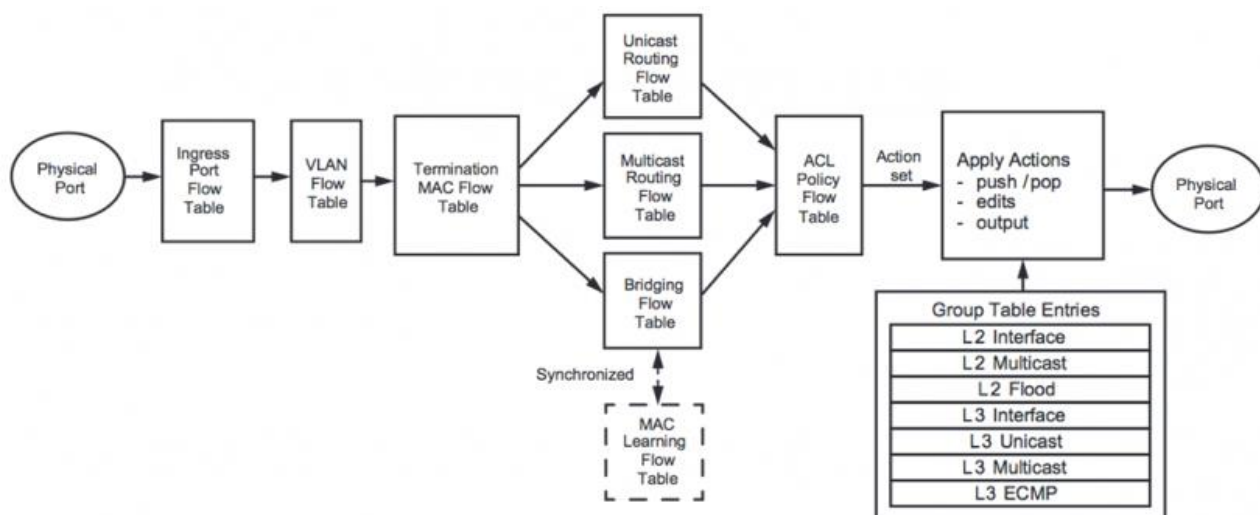 Physical
Port
Ingress
Port
Flow
Table
VLAN
Flow
Table
Termination
MAC Flow
Table
Unicast
Routing
Flow
Table
Multicast
Routing
Flow
Table
Bridging
Flow
Table
Synchronized
MAC
Learning
Flow
Table
ACL
Policy
Flow
Table
Action
set
Apply Actions
- push /pop
- edits
- output
Physical
Port
Group Table Entries
L2 Interface
L2 Multicast
L2 Flood
L3 Interface
L3 Unicast
L3 Multicast
L3 ECMP